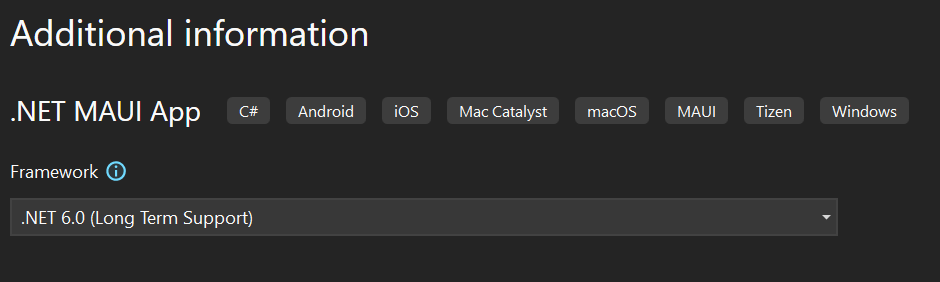 Additional information
.NET MAUI App C# Android iOS Mac Catalyst macOS MAUI Tizen Windows
Framework
.NET 6.0 (Long Term Support)